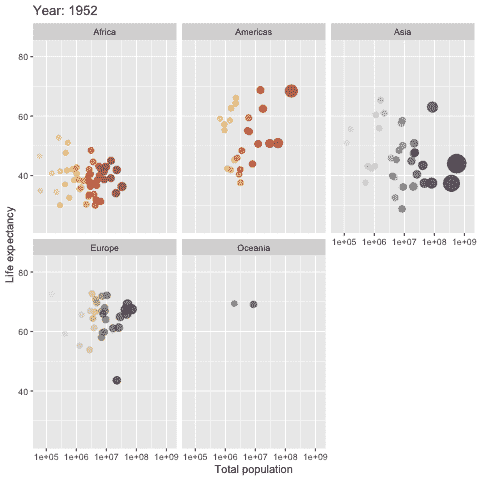 Year: 1952
Africa
Americas
Asia
80
60
40
Life expectancy
1e+05 1e+06 1e+07 1e+08 1e+09
Europe
Oceania
80
60
40
1e+05 1e+06 1e+07 1e+08 1e+09
1e+05 1e+06 1e+07 1e+08 1e+09
Total population